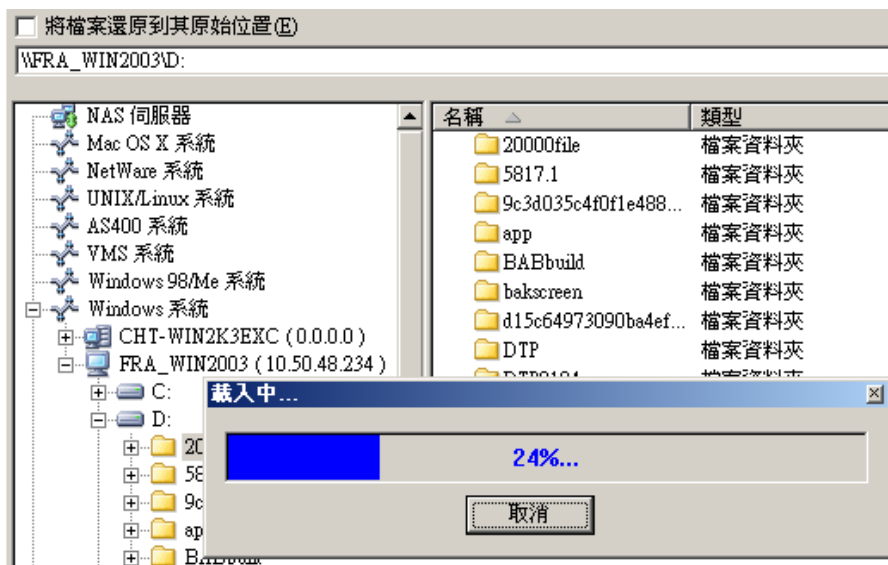 將檔案還原到其原始位置(E)
\\FRA_WIN2003\D:
NAS 伺服器
Mac OS X 系統
NetWare 系統
UNIX/Linux 系統
AS400 系統
VMS 系統
Windows 98/Me 系統
Windows 系統
CHT-WIN2K3EXC ( 0.0.0.0 )
FRA_WIN2003 ( 10.50.48.234 )
C:
D:
20
58
9c
ap
名稱 類型
20000file 檔案資料夾
5817.1 檔案資料夾
9c3d035c4f0f1e488... 檔案資料夾
app 檔案資料夾
BABbuild 檔案資料夾
bakscreen 檔案資料夾
d15c64973090ba4ef... 檔案資料夾
DTP 檔案資料夾
載入中...
24%...
取消